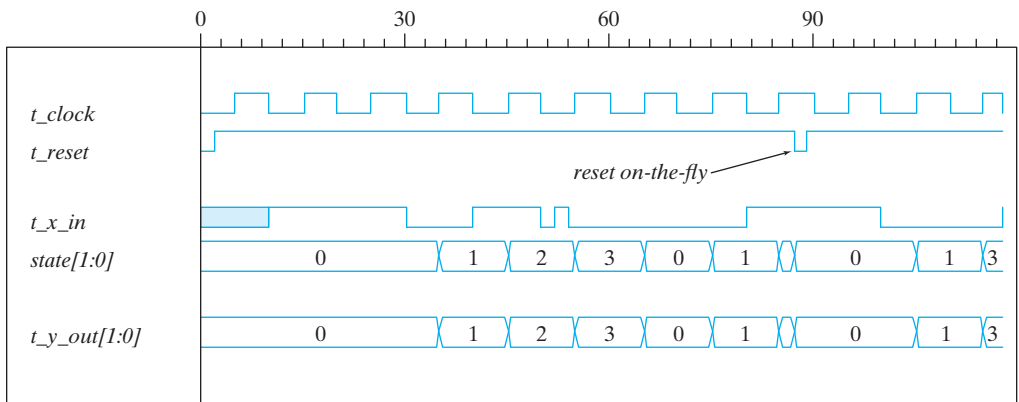 0 30 60 90
t_clock
t_reset
reset on-the-fly
t_x_in
state[1:0] 0 1 2 3 0 1 0 1 3
t_y_out[1:0] 0 1 2 3 0 1 0 1 3